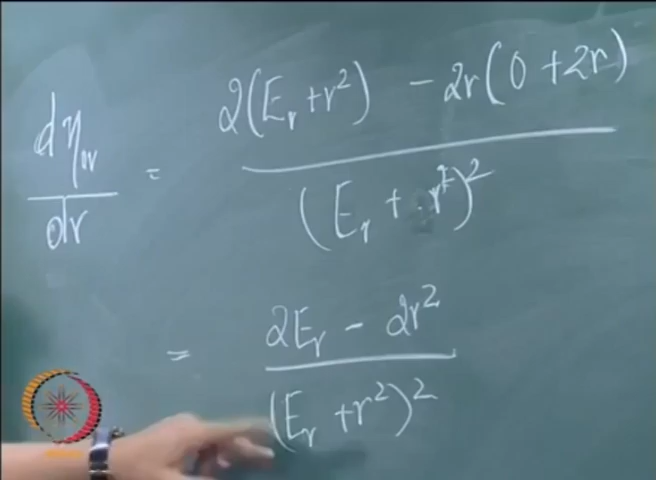 dη_ov/dr = (2(E_r + r²) - 2r(0 + 2r))/(E_r + r²)²
= (2E_r - 2r²)/(E_r + r²)²